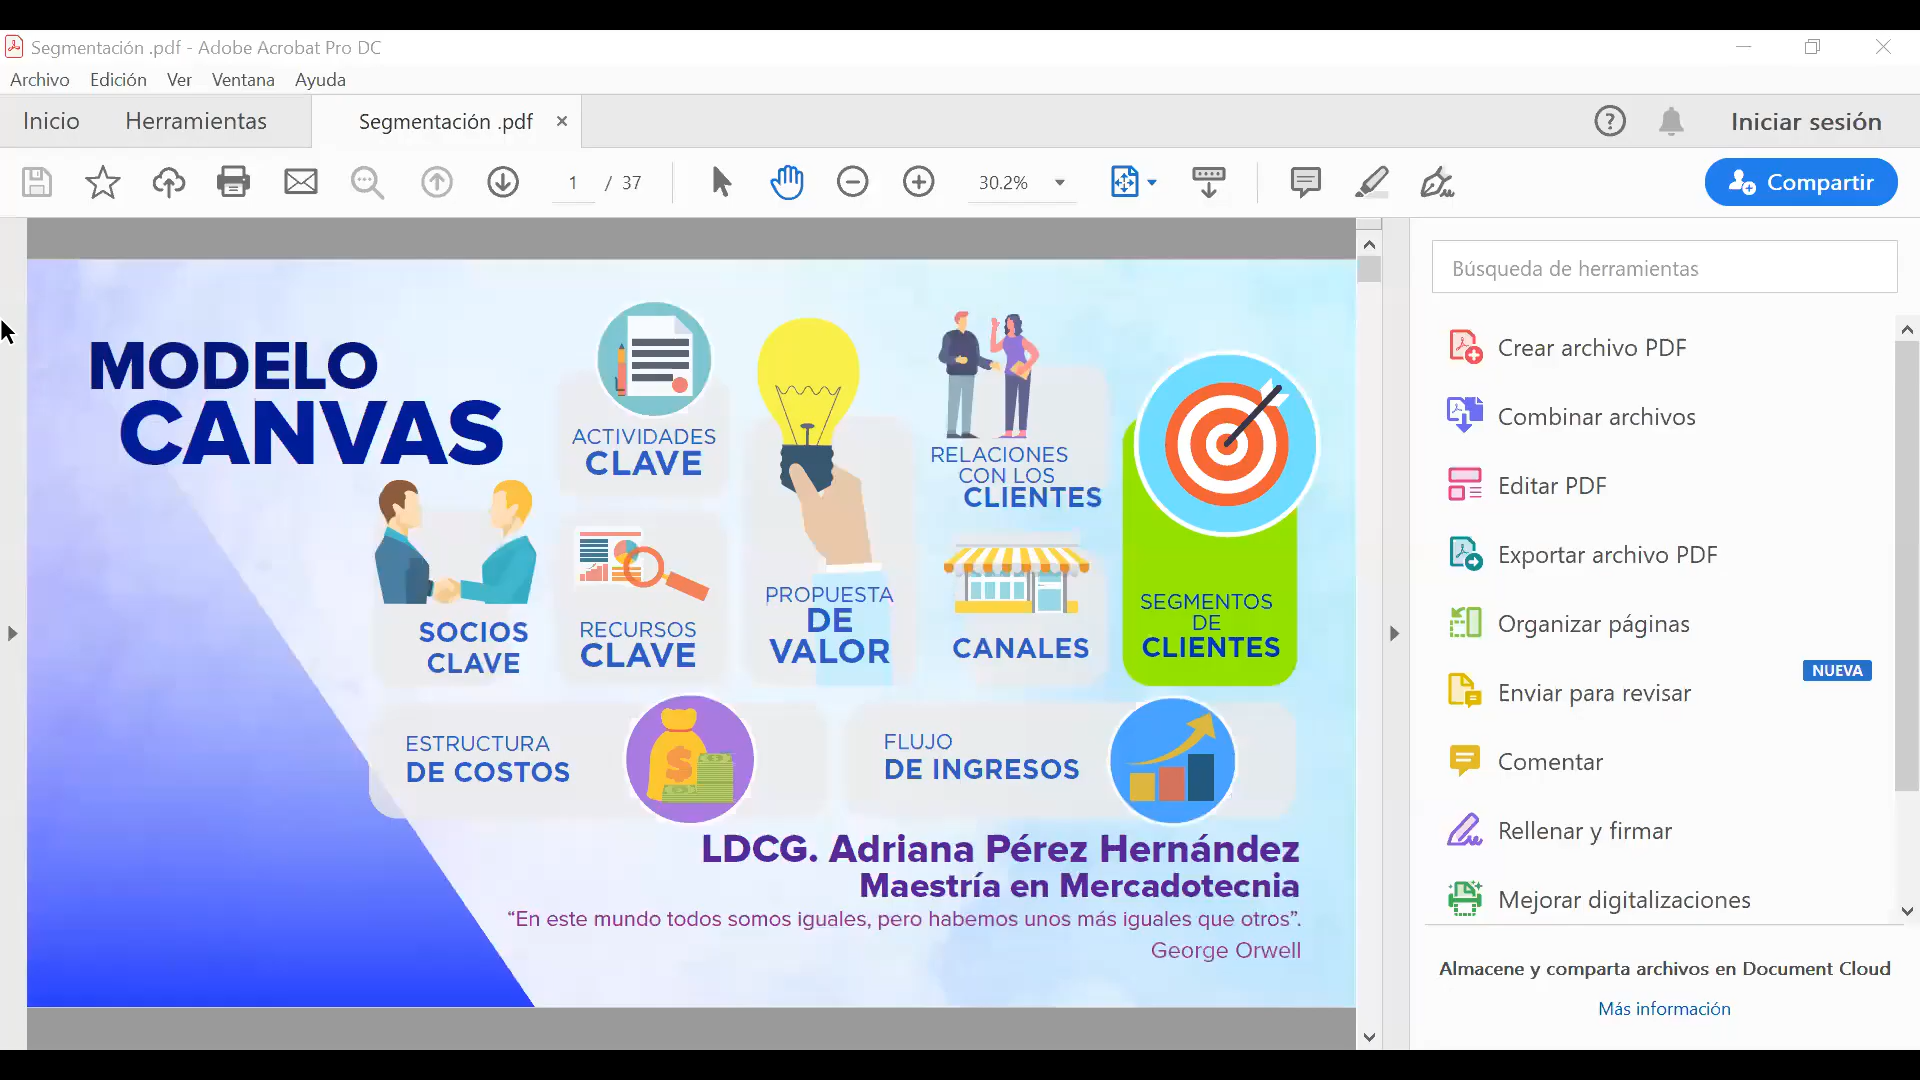 Segmentación .pdf - Adobe Acrobat Pro DC
Archivo Edición Ver Ventana Ayuda
Inicio Herramientas Segmentación .pdf × ? Iniciar sesión
1 / 37 30.2% Compartir
MODELO
CANVAS
ACTIVIDADES
CLAVE
RELACIONES
CON LOS
CLIENTES
SOCIOS
CLAVE
RECURSOS
CLAVE
PROPUESTA
DE
VALOR
CANALES
SEGMENTOS
DE
CLIENTES
ESTRUCTURA
DE COSTOS
$
FLUJO
DE INGRESOS
LDCG. Adriana Pérez Hernández
Maestría en Mercadotecnia
“En este mundo todos somos iguales, pero habemos unos más iguales que otros”.
George Orwell
Búsqueda de herramientas
Crear archivo PDF
Combinar archivos
Editar PDF
Exportar archivo PDF
Organizar páginas
NUEVA
Enviar para revisar
Comentar
Rellenar y firmar
Mejorar digitalizaciones
Almacene y comparta archivos en Document Cloud
Más información